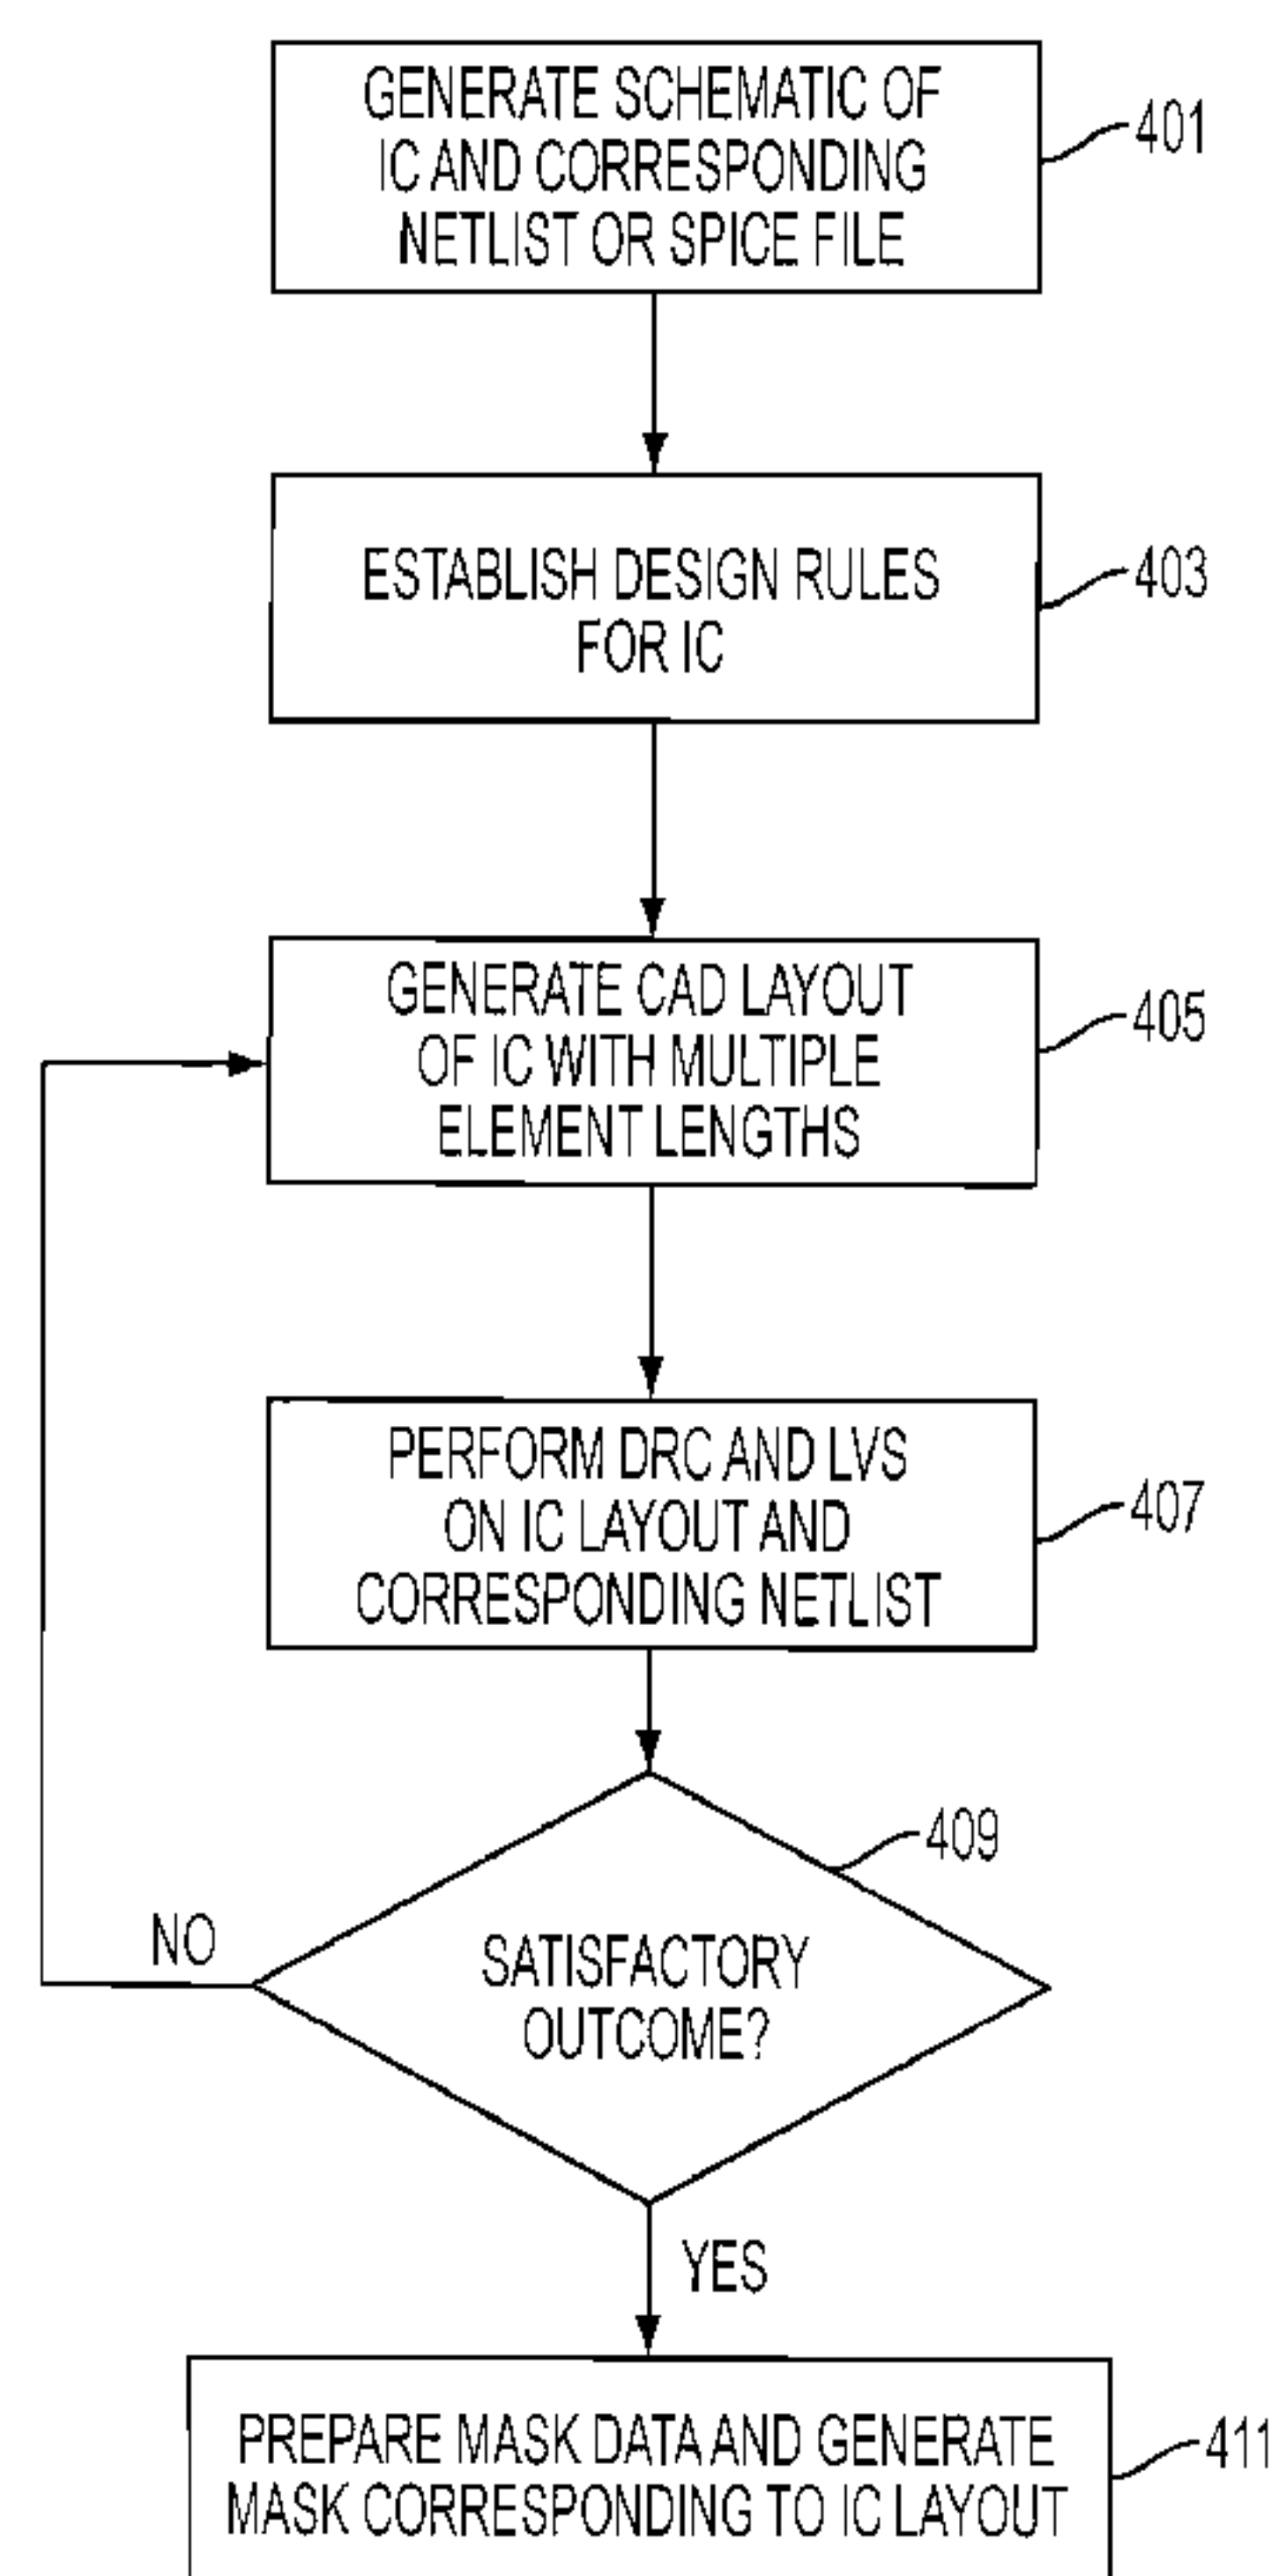 GENERATE SCHEMATIC OF
IC AND CORRESPONDING
NETLIST OR SPICE FILE
401
ESTABLISH DESIGN RULES
FOR IC
403
GENERATE CAD LAYOUT
OF IC WITH MULTIPLE
ELEMENT LENGTHS
405
PERFORM DRC AND LVS
ON IC LAYOUT AND
CORRESPONDING NETLIST
407
409
SATISFACTORY
OUTCOME?
NO
YES
PREPARE MASK DATA AND GENERATE
MASK CORRESPONDING TO IC LAYOUT
411